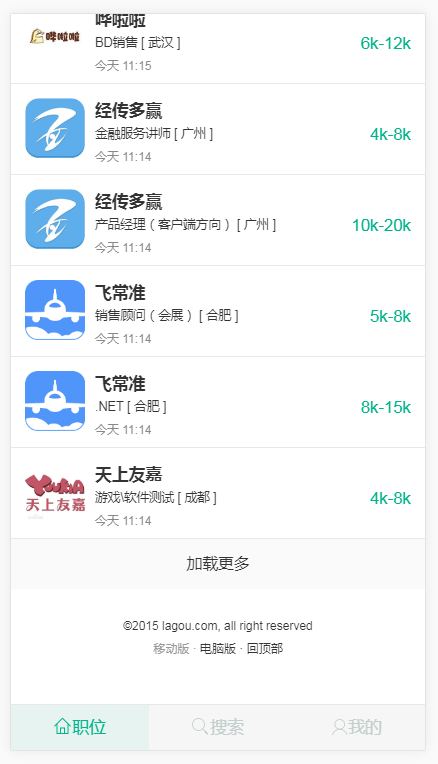 哗啦啦
哗啦啦
BD销售 [ 武汉 ]
6k-12k
今天 11:15
经传多赢
金融服务讲师 [ 广州 ]
4k-8k
今天 11:14
经传多赢
产品经理（客户端方向） [ 广州 ]
10k-20k
今天 11:14
飞常准
销售顾问（会展） [ 合肥 ]
5k-8k
今天 11:14
飞常准
.NET [ 合肥 ]
8k-15k
今天 11:14
YOUKIA
天上友嘉
天上友嘉
游戏\软件测试 [ 成都 ]
4k-8k
今天 11:14
加载更多
©2015 lagou.com, all right reserved
移动版 · 电脑版 · 回顶部
职位
搜索
我的